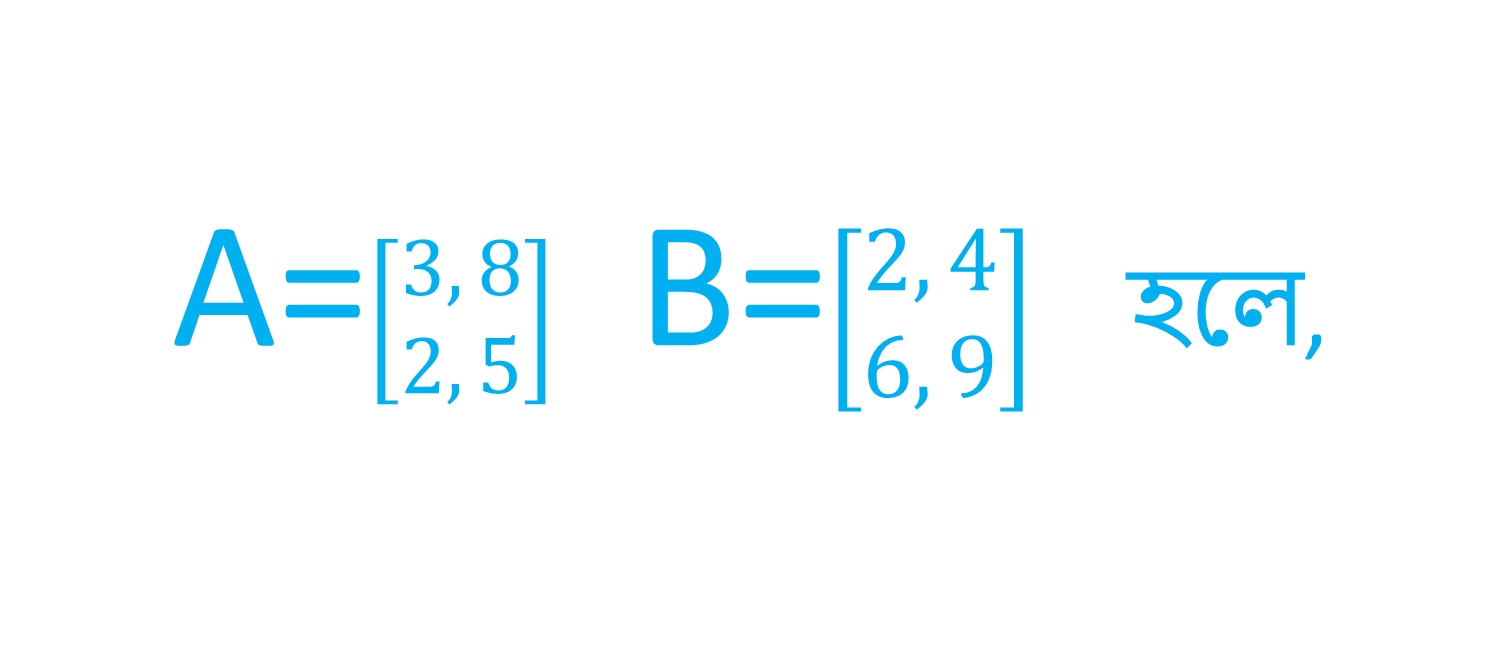 A=[3, 8 2, 5] B=[2, 4 6, 9] হলে,